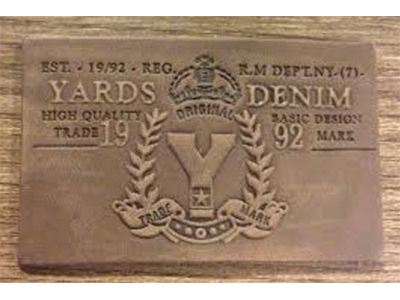 EST. - 19/92 - REG. R.M DEPT.NY-(7)-
YARDS DENIM
ORIGINAL
HIGH QUALITY BASIC DESIGN
TRADE 19 92 MARK
Y
TRADE MARK